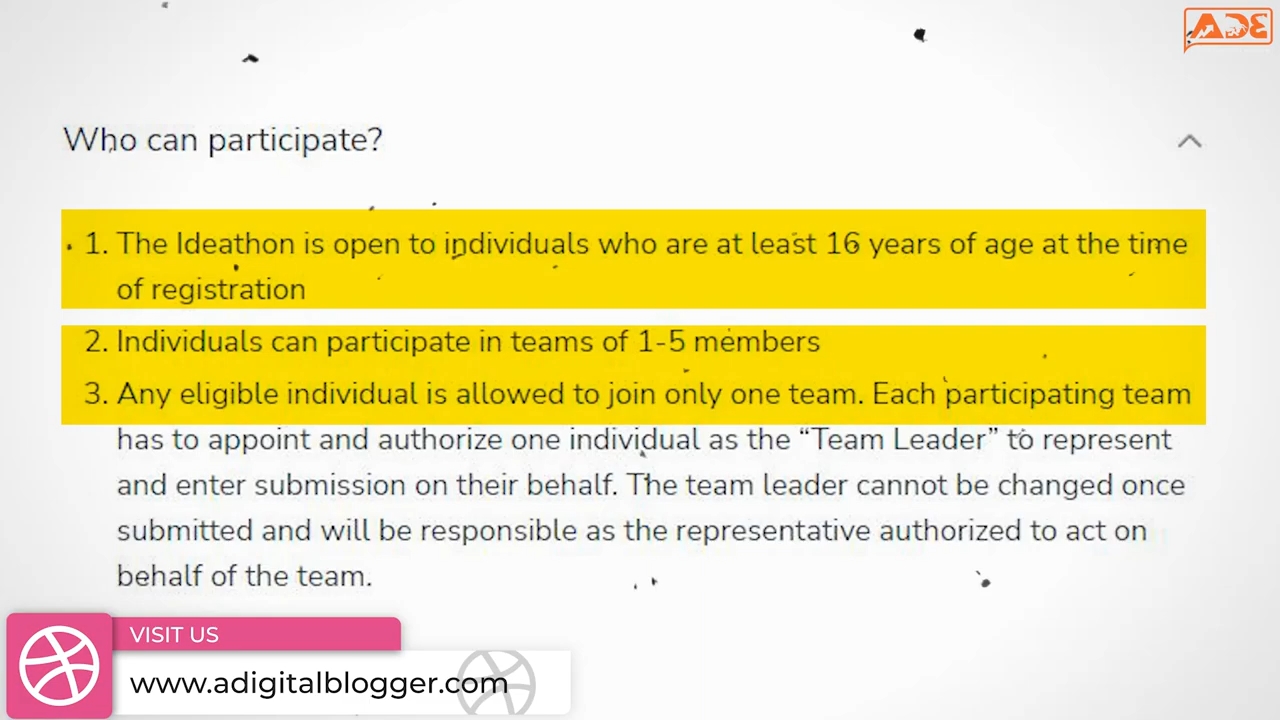 ADE
Who can participate?
1. The Ideathon is open to individuals who are at least 16 years of age at the time
of registration
2. Individuals can participate in teams of 1-5 members
3. Any eligible individual is allowed to join only one team. Each participating team
has to appoint and authorize one individual as the “Team Leader” to represent
and enter submission on their behalf. The team leader cannot be changed once
submitted and will be responsible as the representative authorized to act on
behalf of the team.
VISIT US
www.adigitalblogger.com